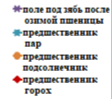 поле под зябь после
озимой пшеницы
предшественник
пар
предшественник
подсолнечник
предшественник
горох